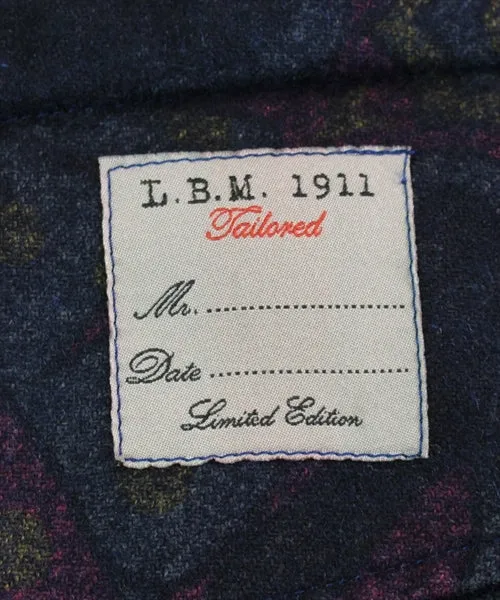 L.B.M. 1911
Tailored
Mr. ........................................
Date ........................................
Limited Edition